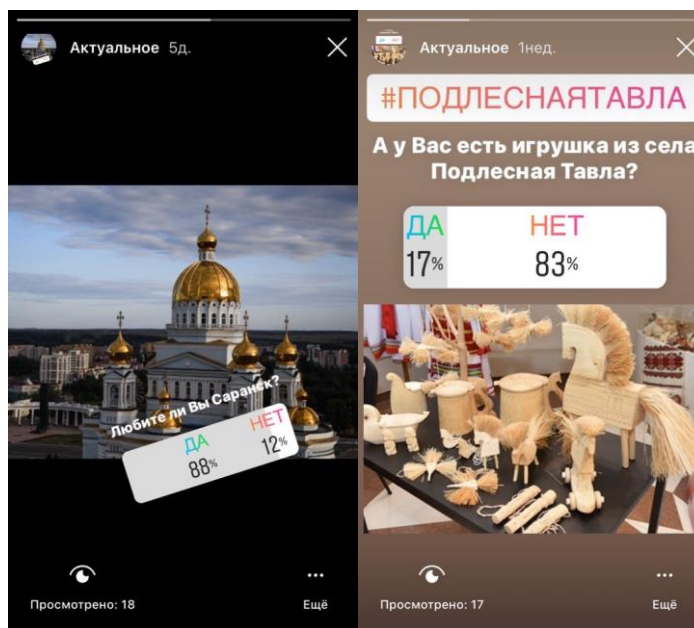 Актуальное 5д.
Любите ли Вы Саранск?
ДА НЕТ
88% 12%
Просмотрено: 18 Ещё
Актуальное 1нед.
#ПОДЛЕСНАЯТАВЛА
А у Вас есть игрушка из села
Подлесная Тавла?
ДА НЕТ
17% 83%
Просмотрено: 17 Ещё